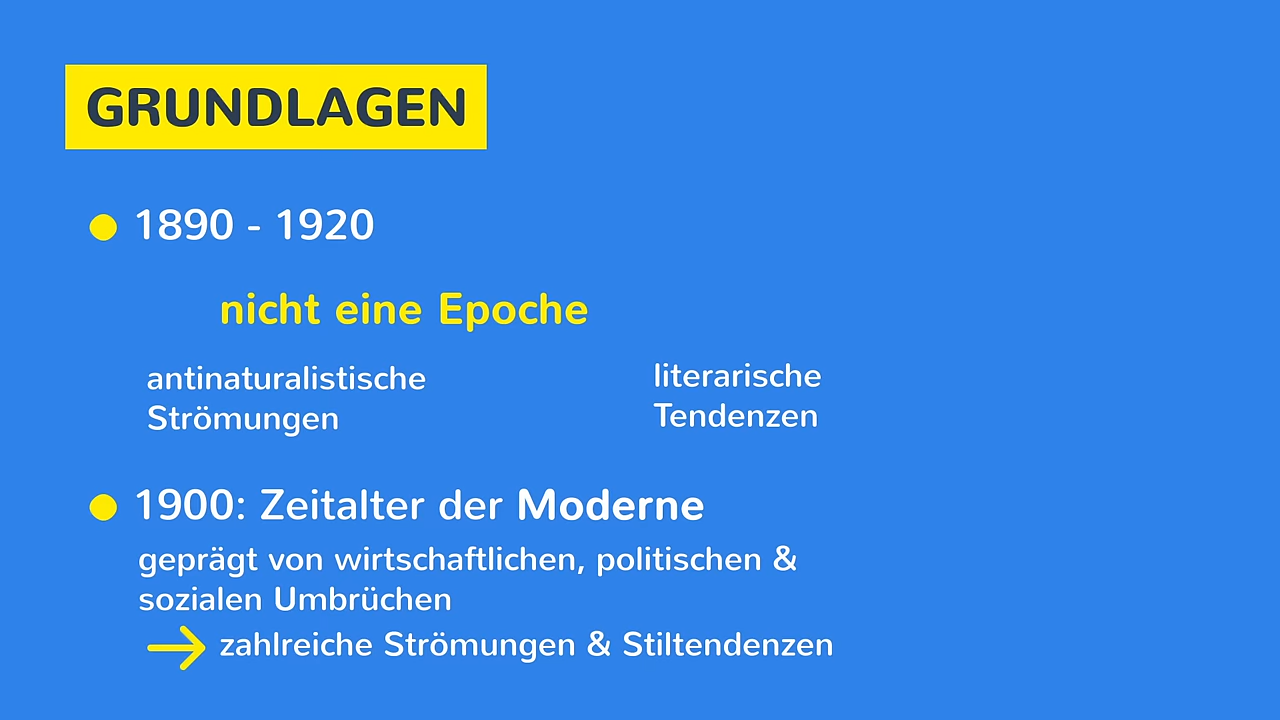 GRUNDLAGEN
1890 - 1920
nicht eine Epoche
antinaturalistische
Strömungen
literarische
Tendenzen
1900: Zeitalter der Moderne
geprägt von wirtschaftlichen, politischen &
sozialen Umbrüchen
zahlreiche Strömungen & Stiltendenzen